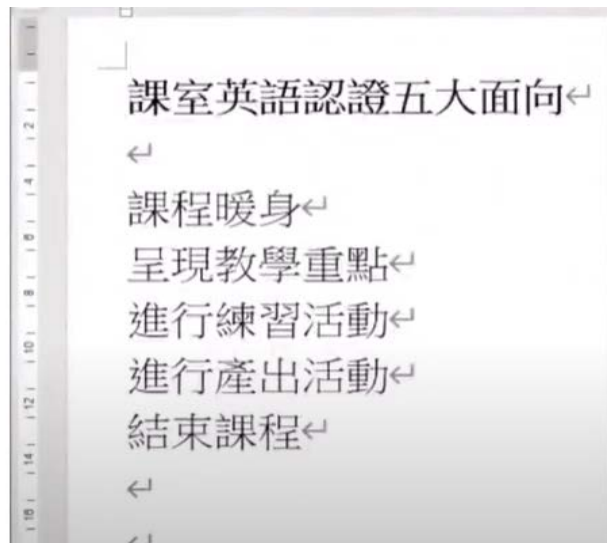 課室英語認證五大面向
課程暖身
呈現教學重點
進行練習活動
進行產出活動
結束課程